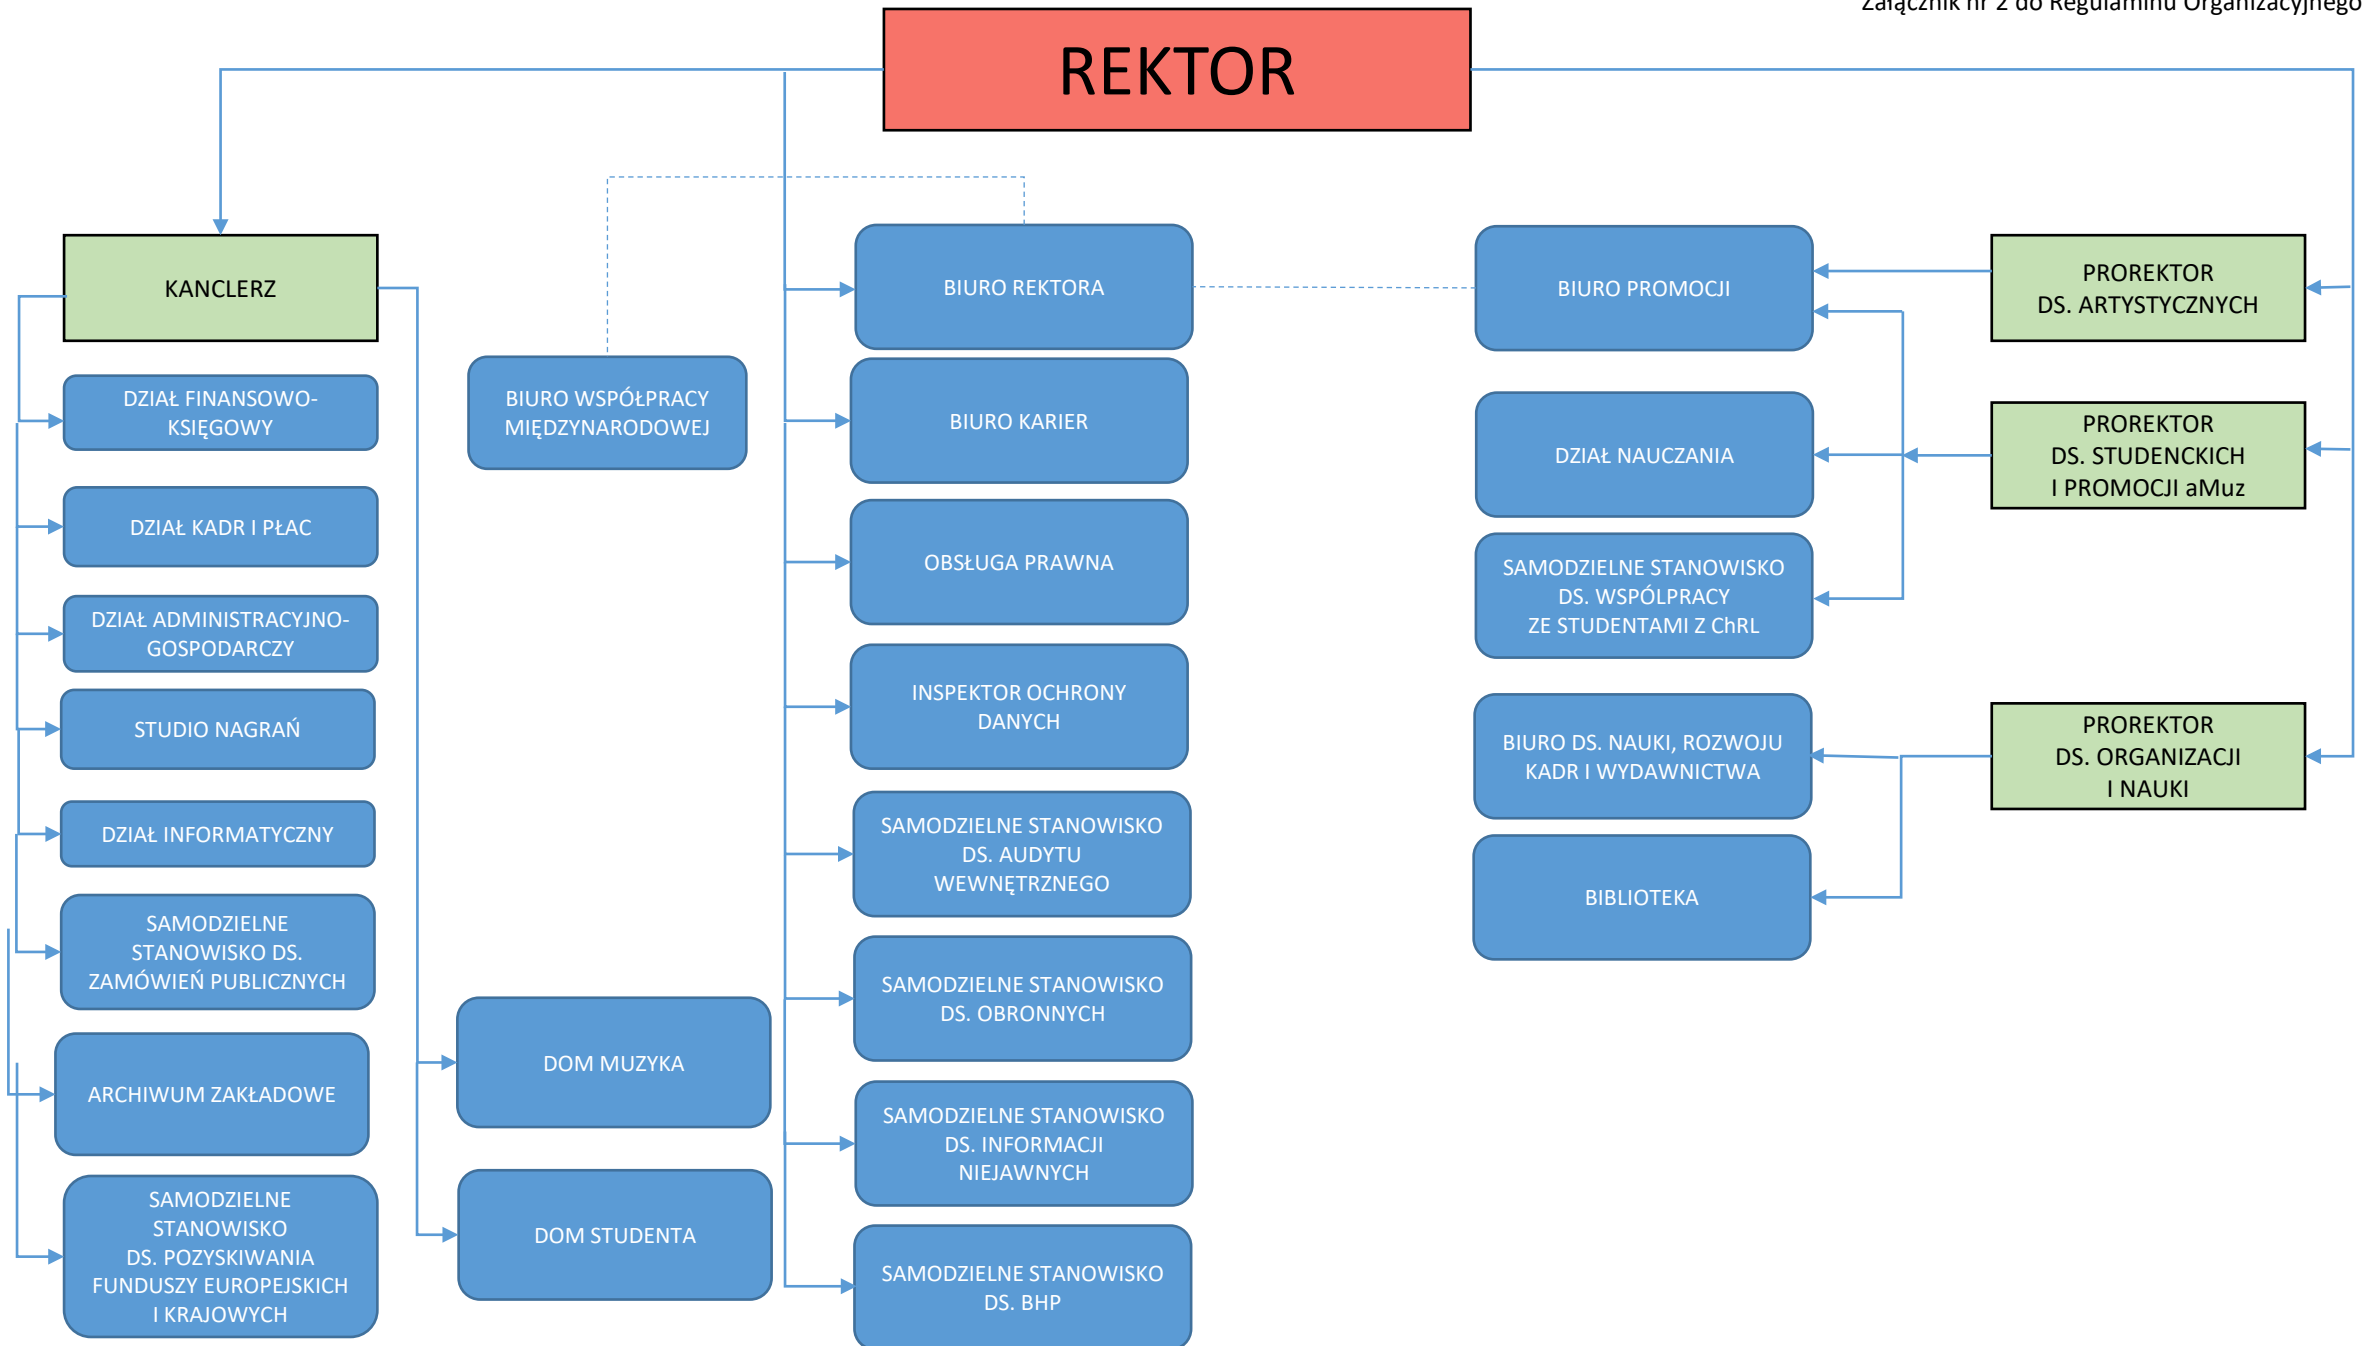 Załącznik nr 2 do Regulaminu Organizacyjnego
REKTOR
KANCLERZ
DZIAŁ FINANSOWO-
KSIĘGOWY
DZIAŁ KADR I PŁAC
DZIAŁ ADMINISTRACYJNO-
GOSPODARCZY
STUDIO NAGRAŃ
DZIAŁ INFORMATYCZNY
SAMODZIELNE
STANOWISKO DS.
ZAMÓWIEŃ PUBLICZNYCH
ARCHIWUM ZAKŁADOWE
SAMODZIELNE
STANOWISKO
DS. POZYSKIWANIA
FUNDUSZY EUROPEJSKICH
I KRAJOWYCH
BIURO WSPÓŁPRACY
MIĘDZYNARODOWEJ
DOM MUZYKA
DOM STUDENTA
BIURO REKTORA
BIURO KARIER
OBSŁUGA PRAWNA
INSPEKTOR OCHRONY
DANYCH
SAMODZIELNE STANOWISKO
DS. AUDYTU
WEWNĘTRZNEGO
SAMODZIELNE STANOWISKO
DS. OBRONNYCH
SAMODZIELNE STANOWISKO
DS. INFORMACJI
NIEJAWNYCH
SAMODZIELNE STANOWISKO
DS. BHP
BIURO PROMOCJI
DZIAŁ NAUCZANIA
SAMODZIELNE STANOWISKO
DS. WSPÓLPRACY
ZE STUDENTAMI Z ChRL
BIURO DS. NAUKI, ROZWOJU
KADR I WYDAWNICTWA
BIBLIOTEKA
PROREKTOR
DS. ARTYSTYCZNYCH
PROREKTOR
DS. STUDENCKICH
I PROMOCJI aMuz
PROREKTOR
DS. ORGANIZACJI
I NAUKI